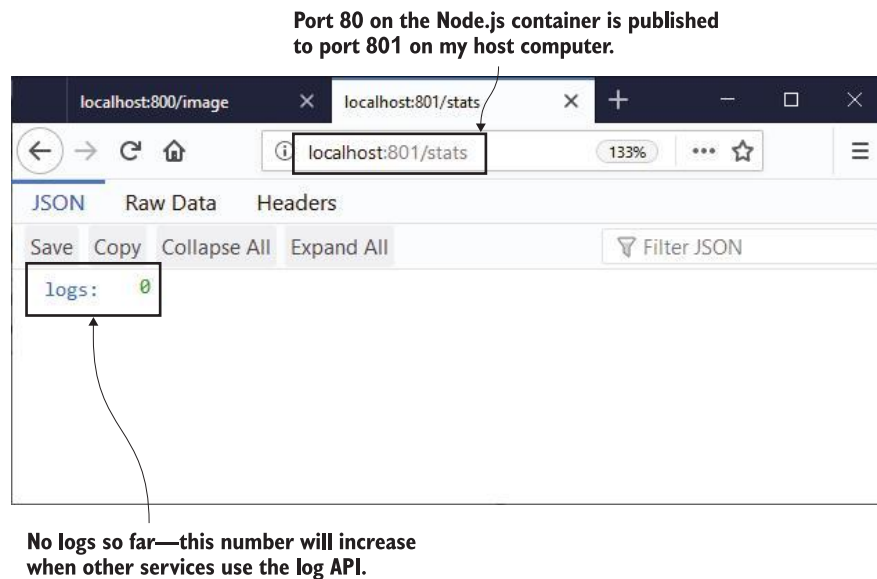 Port 80 on the Node.js container is published
to port 801 on my host computer.
localhost:800/image
localhost:801/stats
localhost:801/stats
133%
JSON Raw Data Headers
Save Copy Collapse All Expand All Filter JSON
logs: 0
No logs so far—this number will increase
when other services use the log API.